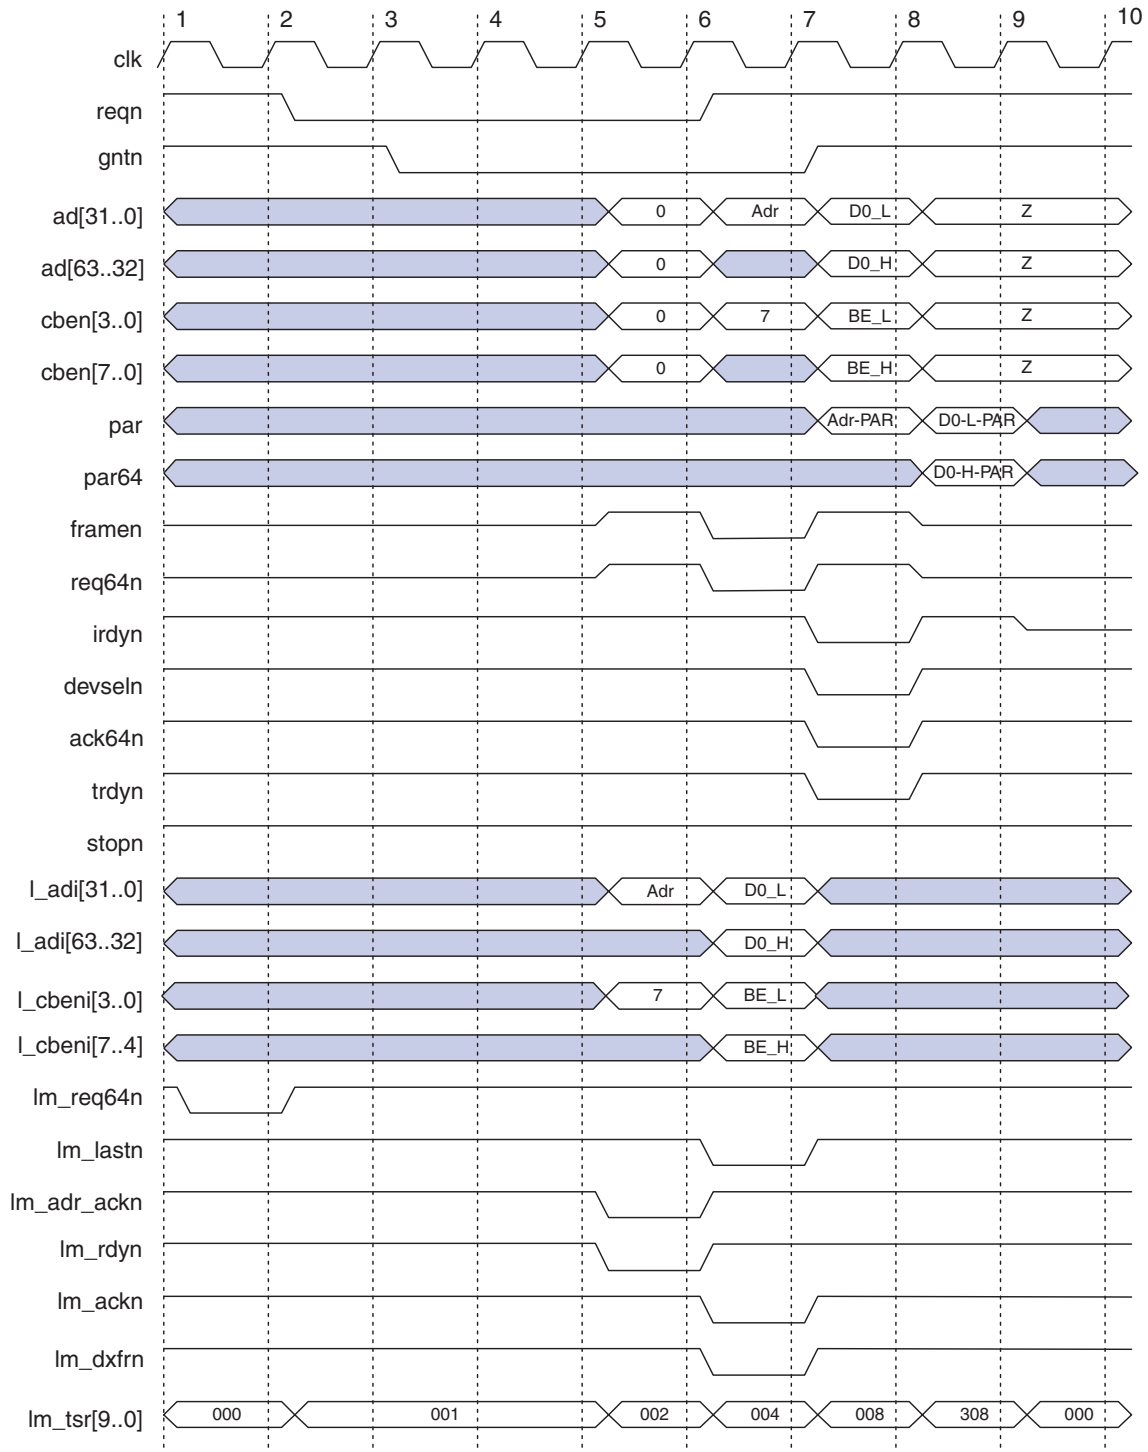 1 2 3 4 5 6 7 8 9 10
clk
reqn
gntn
ad[31..0] 0 Adr D0_L Z
ad[63..32] 0 D0_H Z
cben[3..0] 0 7 BE_L Z
cben[7..0] 0 BE_H Z
par Adr-PAR D0-L-PAR
par64 D0-H-PAR
framen
req64n
irdyn
devseln
ack64n
trdyn
stopn
l_adi[31..0] Adr D0_L
l_adi[63..32] D0_H
l_cbeni[3..0] 7 BE_L
l_cbeni[7..4] BE_H
lm_req64n
lm_lastn
lm_adr_ackn
lm_rdyn
lm_ackn
lm_dxfrn
lm_tsr[9..0] 000 001 002 004 008 308 000